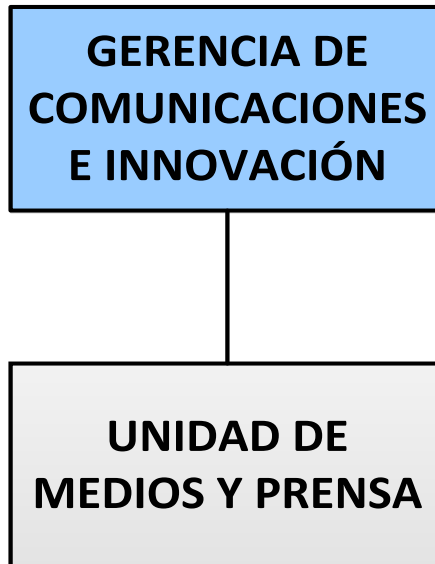 GERENCIA DE
COMUNICACIONES
E INNOVACIÓN
UNIDAD DE
MEDIOS Y PRENSA